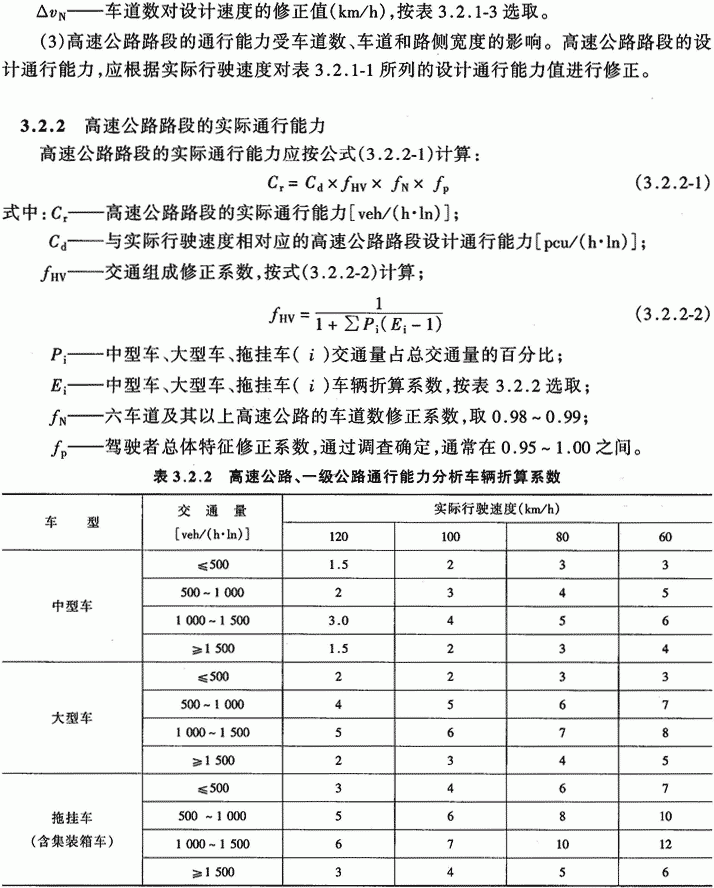 Δv_N——车道数对设计速度的修正值(km/h),按表 3.2.1-3 选取。
(3)高速公路路段的通行能力受车道数、车道和路侧宽度的影响。高速公路路段的设
计通行能力,应根据实际行驶速度对表 3.2.1-1 所列的设计通行能力值进行修正。
3.2.2 高速公路路段的实际通行能力
高速公路路段的实际通行能力应按公式(3.2.2-1)计算:
C_r = C_d × f_HV × f_N × f_p (3.2.2-1)
式中:C_r——高速公路路段的实际通行能力[veh/(h·ln)];
C_d——与实际行驶速度相对应的高速公路路段设计通行能力[pcu/(h·ln)];
f_HV——交通组成修正系数,按式(3.2.2-2)计算;
f_HV = 1 / (1 + ∑P_i(E_i - 1)) (3.2.2-2)
P_i——中型车、大型车、拖挂车( i )交通量占总交通量的百分比;
E_i——中型车、大型车、拖挂车( i )车辆折算系数,按表 3.2.2 选取;
f_N——六车道及其以上高速公路的车道数修正系数,取 0.98~0.99;
f_p——驾驶者总体特征修正系数,通过调查确定,通常在 0.95~1.00 之间。
表 3.2.2 高速公路、一级公路通行能力分析车辆折算系数
车 型 交 通 量 [veh/(h·ln)] 实际行驶速度(km/h)
120 100 80 60
中型车
≤500 1.5 2 3 3
500~1 000 2 3 4 5
1 000~1 500 3.0 4 5 6
≥1 500 1.5 2 3 4
大型车
≤500 2 2 3 3
500~1 000 4 5 6 7
1 000~1 500 5 6 7 8
≥1 500 2 3 4 5
拖挂车
(含集装箱车)
≤500 3 4 6 7
500 ~1 000 5 6 8 10
1 000~1 500 6 7 10 12
≥1 500 3 4 5 6